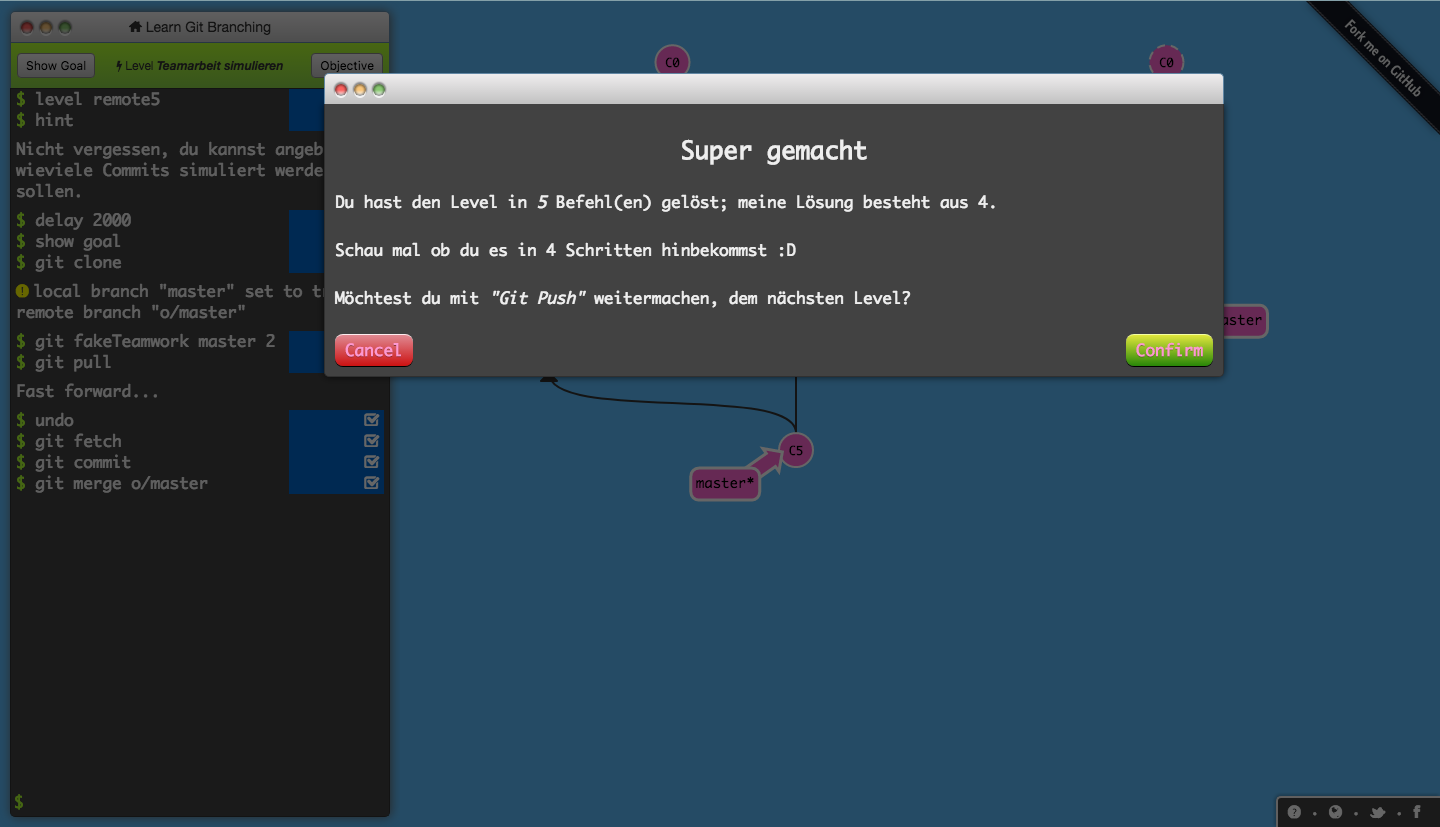 Learn Git Branching
Show Goal
Level Teamarbeit simulieren
Objective
$ level remote5
$ hint
Nicht vergessen, du kannst angeb
wieviele Commits simuliert werde
sollen.
$ delay 2000
$ show goal
$ git clone
local branch "master" set to t
remote branch "o/master"
$ git fakeTeamwork master 2
$ git pull
Fast forward...
$ undo
$ git fetch
$ git commit
$ git merge o/master
$
C0
C0
Fork me on GitHub
Super gemacht
Du hast den Level in 5 Befehl(en) gelöst; meine Lösung besteht aus 4.
Schau mal ob du es in 4 Schritten hinbekommst :D
Möchtest du mit "Git Push" weitermachen, dem nächsten Level?
Cancel
Confirm
aster
C5
master*